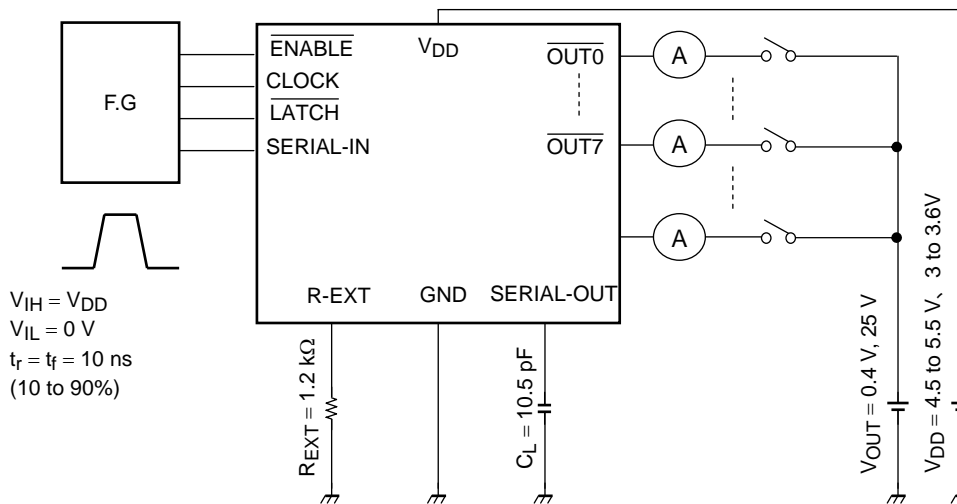 F.G
ENABLE
CLOCK
LATCH
SERIAL-IN
VDD
OUT0
A
OUT7
A
A
R-EXT
GND
SERIAL-OUT
VIH = VDD
VIL = 0 V
tr = tf = 10 ns
(10 to 90%)
REXT = 1.2 kΩ
CL = 10.5 pF
VOUT = 0.4 V, 25 V
VDD = 4.5 to 5.5 V、3 to 3.6V